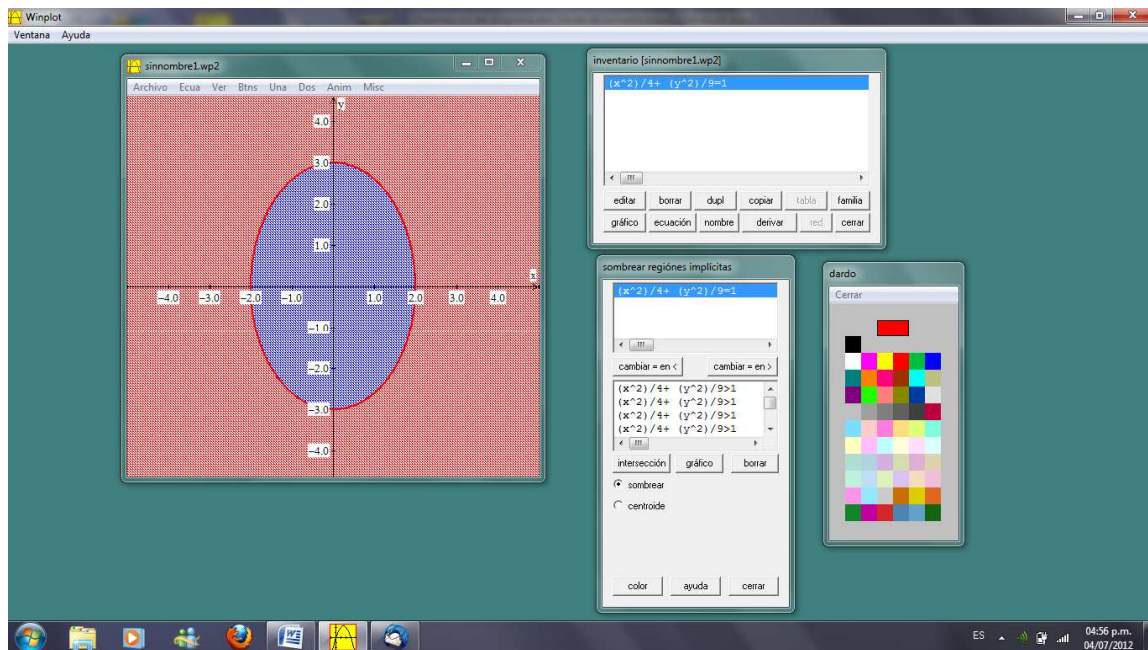 Winplot
Ventana Ayuda
sinnombre1.wp2
Archivo Ecua Ver Btns Una Dos Anim Misc
y
4.0
3.0
2.0
1.0
x
−4.0 −3.0 −2.0 −1.0 1.0 2.0 3.0 4.0
−1.0
−2.0
−3.0
−4.0
inventario [sinnombre1.wp2]
(x^2)/4+ (y^2)/9=1
editar borrar dupl copiar tabla familia
gráfico ecuación nombre derivar red cerrar
sombrear regiónes implícitas
(x^2)/4+ (y^2)/9=1
cambiar = en < cambiar = en >
(x^2)/4+ (y^2)/9>1
(x^2)/4+ (y^2)/9>1
(x^2)/4+ (y^2)/9>1
(x^2)/4+ (y^2)/9>1
intersección gráfico borrar
sombrear
centroide
color ayuda cerrar
dardo
Cerrar
ES 04:56 p.m.
04/07/2012